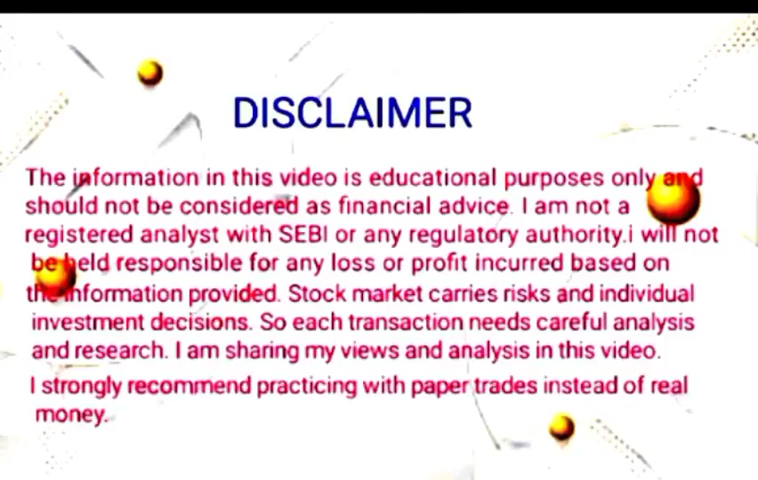 DISCLAIMER
The information in this video is educational purposes only and
should not be considered as financial advice. I am not a
registered analyst with SEBI or any regulatory authority.i will not
be held responsible for any loss or profit incurred based on
the information provided. Stock market carries risks and individual
investment decisions. So each transaction needs careful analysis
and research. I am sharing my views and analysis in this video.
I strongly recommend practicing with paper trades instead of real
money.